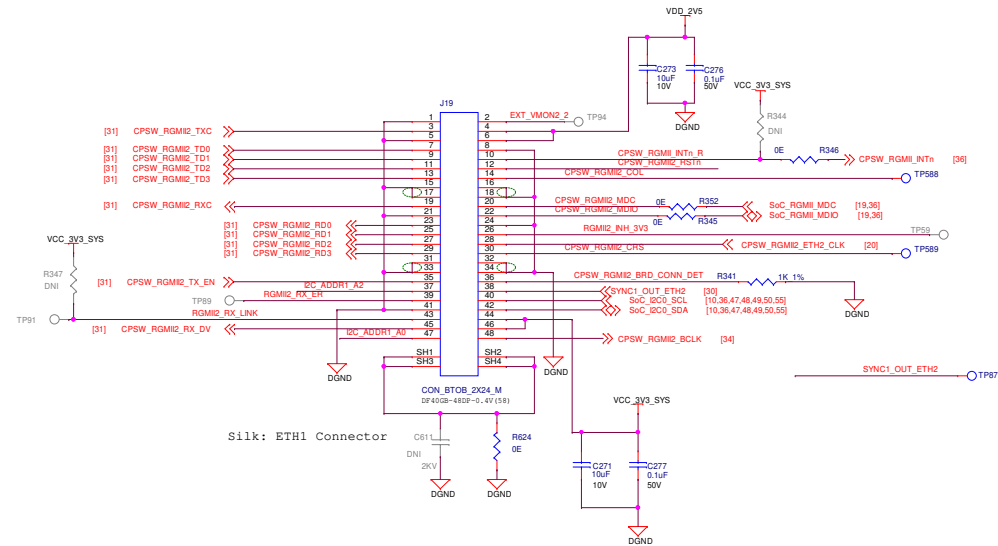 VDD_2V5
C273
10uF
10V
C276
0.1uF
50V
DGND
VCC_3V3_SYS
R344
DNI
J19
1
3
5
7
9
11
13
15
17
19
21
23
25
27
29
31
33
35
37
39
41
43
45
47
SH1
SH3
2
4
6
8
10
12
14
16
18
20
22
24
26
28
30
32
34
36
38
40
42
44
46
48
SH2
SH4
EXT_VMON2_2
TP94
[31] CPSW_RGMII2_TXC
[31] CPSW_RGMII2_TD0
[31] CPSW_RGMII2_TD1
[31] CPSW_RGMII2_TD2
[31] CPSW_RGMII2_TD3
[31] CPSW_RGMII2_RXC
[31] CPSW_RGMII2_RD0
[31] CPSW_RGMII2_RD1
[31] CPSW_RGMII2_RD2
[31] CPSW_RGMII2_RD3
VCC_3V3_SYS
R347
DNI
[31] CPSW_RGMII2_TX_EN
I2C_ADDR1_A2
TP89
RGMII2_RX_ER
TP91
RGMII2_RX_LINK
[31] CPSW_RGMII2_RX_DV
I2C_ADDR1_A0
DGND
CPSW_RGMII_INTn_R
0E
R346
CPSW_RGMII_INTn [36]
CPSW_RGMII2_RSTn
CPSW_RGMII2_COL
TP588
CPSW_RGMII2_MDC
0E
R352
SoC_RGMII_MDC [19,36]
CPSW_RGMII2_MDIO
0E
R345
SoC_RGMII_MDIO [19,36]
RGMII2_INH_3V3
TP59
CPSW_RGMII2_ETH2_CLK [20]
CPSW_RGMII2_CRS
TP589
CPSW_RGMII2_BRD_CONN_DET
R341
1K 1%
DGND
SYNC1_OUT_ETH2 [30]
SoC_I2C0_SCL [10,36,47,48,49,50,55]
SoC_I2C0_SDA [10,36,47,48,49,50,55]
CPSW_RGMII2_BCLK [34]
DGND
SYNC1_OUT_ETH2
TP87
CON_BTOB_2X24_M
DF40GB-48DP-0.4V(58)
Silk: ETH1 Connector
C611
DNI
2KV
DGND
R624
0E
DGND
VCC_3V3_SYS
C271
10uF
10V
C277
0.1uF
50V
DGND